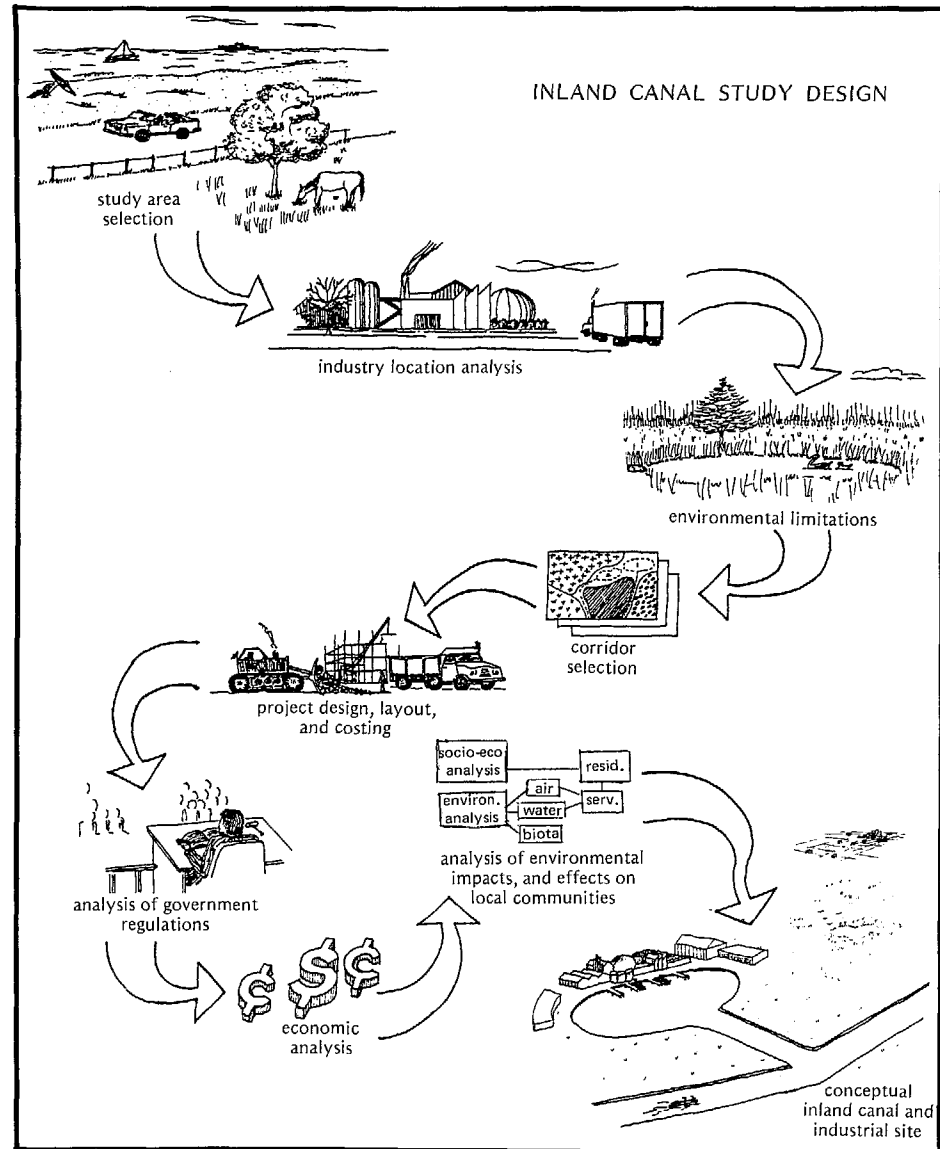 INLAND CANAL STUDY DESIGN
study area
selection
industry location analysis
environmental limitations
corridor
selection
project design, layout,
and costing
socio-eco
analysis
resid.
environ.
analysis
air
water
biota
serv.
analysis of environmental
impacts, and effects on
local communities
analysis of government
regulations
¢ $ ¢
economic
analysis
conceptual
inland canal and
industrial site